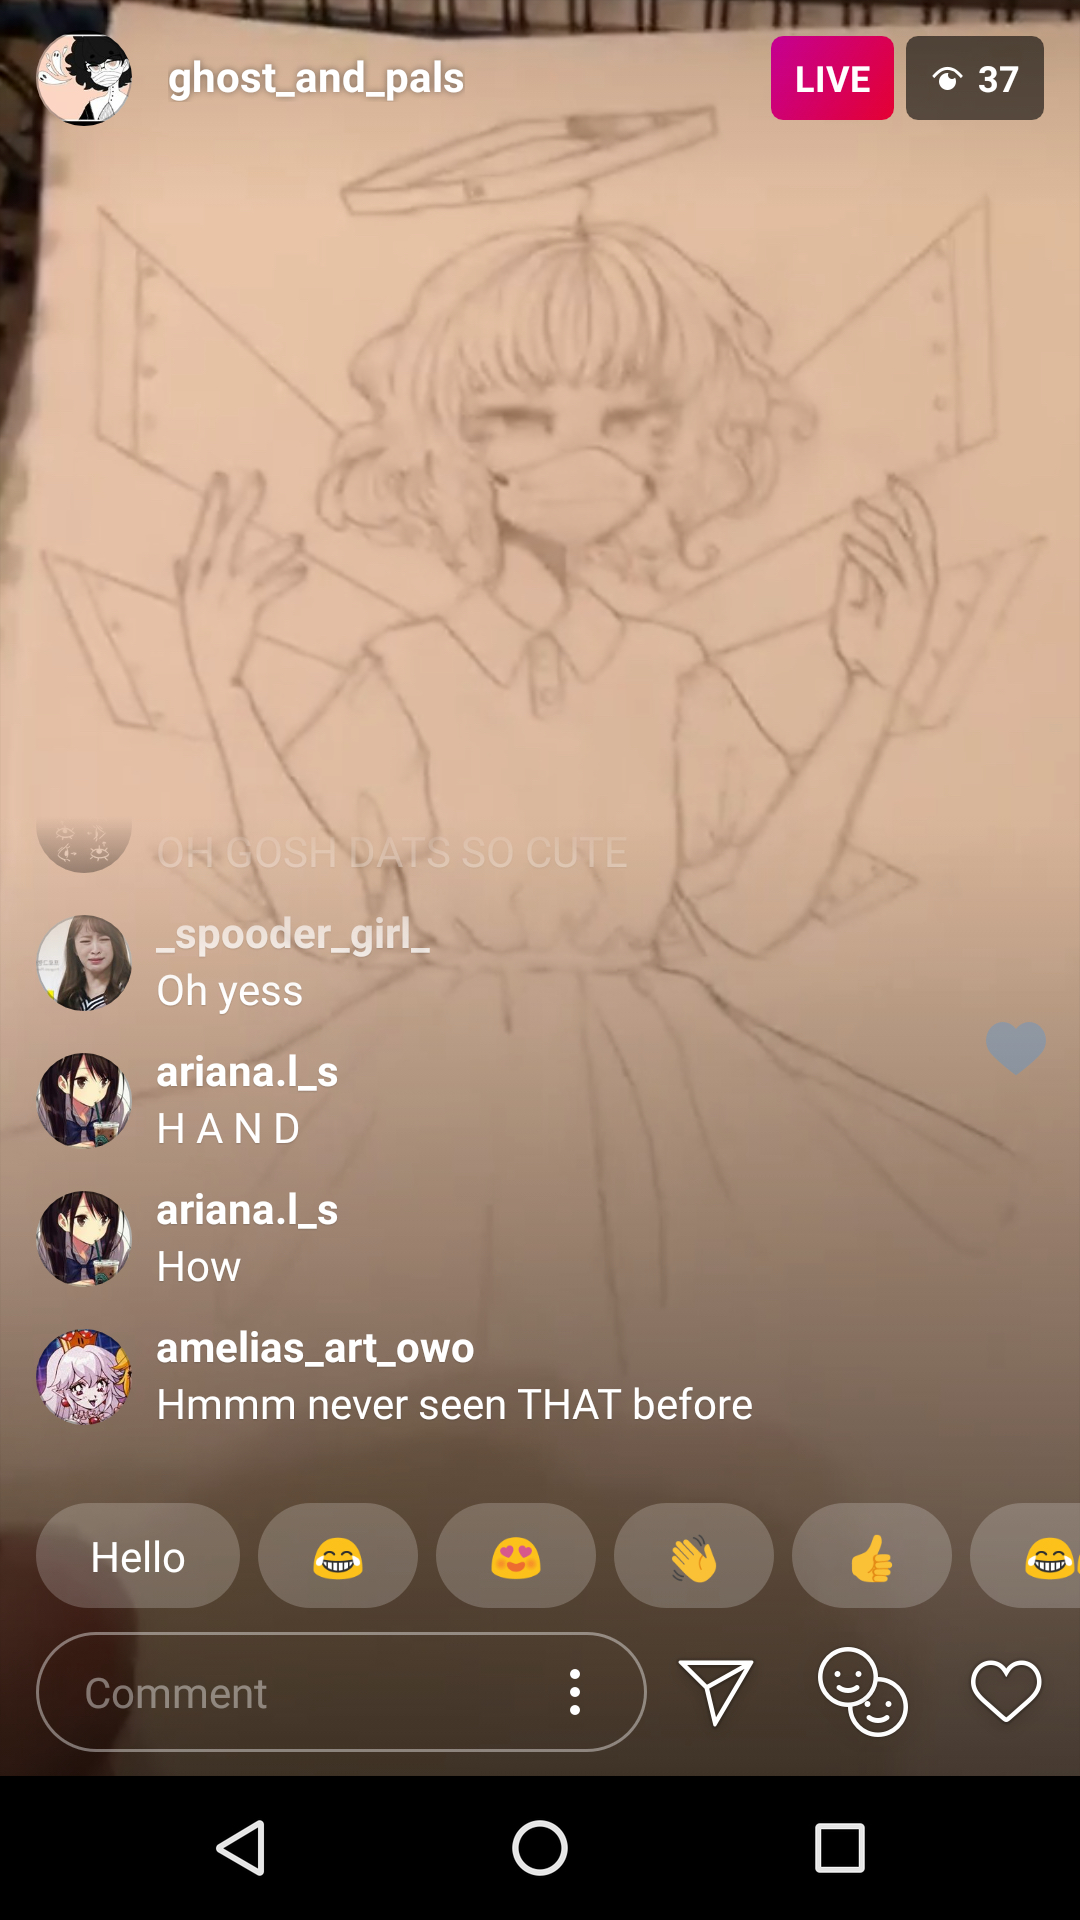 ghost_and_pals
LIVE
37
OH GOSH DATS SO CUTE
_spooder_girl_
Oh yess
ariana.l_s
H A N D
ariana.l_s
How
amelias_art_owo
Hmmm never seen THAT before
Hello
Comment